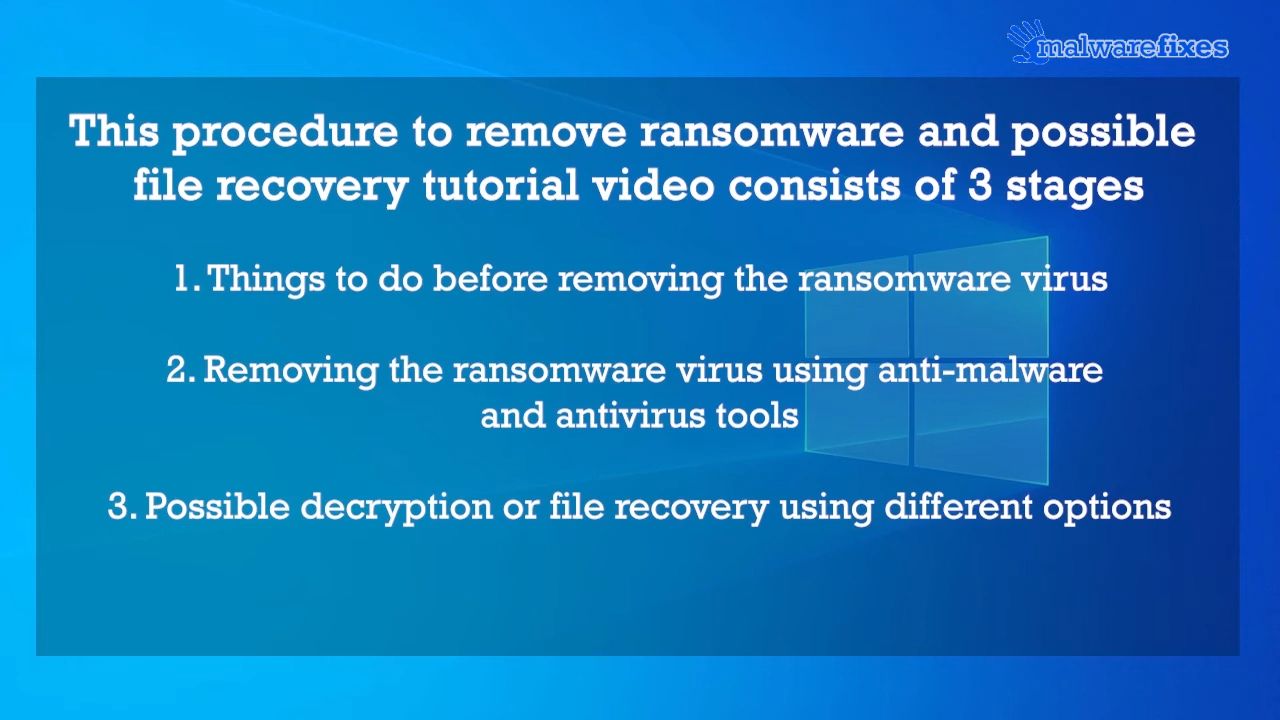 malwarefixes
This procedure to remove ransomware and possible
file recovery tutorial video consists of 3 stages
1. Things to do before removing the ransomware virus
2. Removing the ransomware virus using anti-malware
and antivirus tools
3. Possible decryption or file recovery using different options